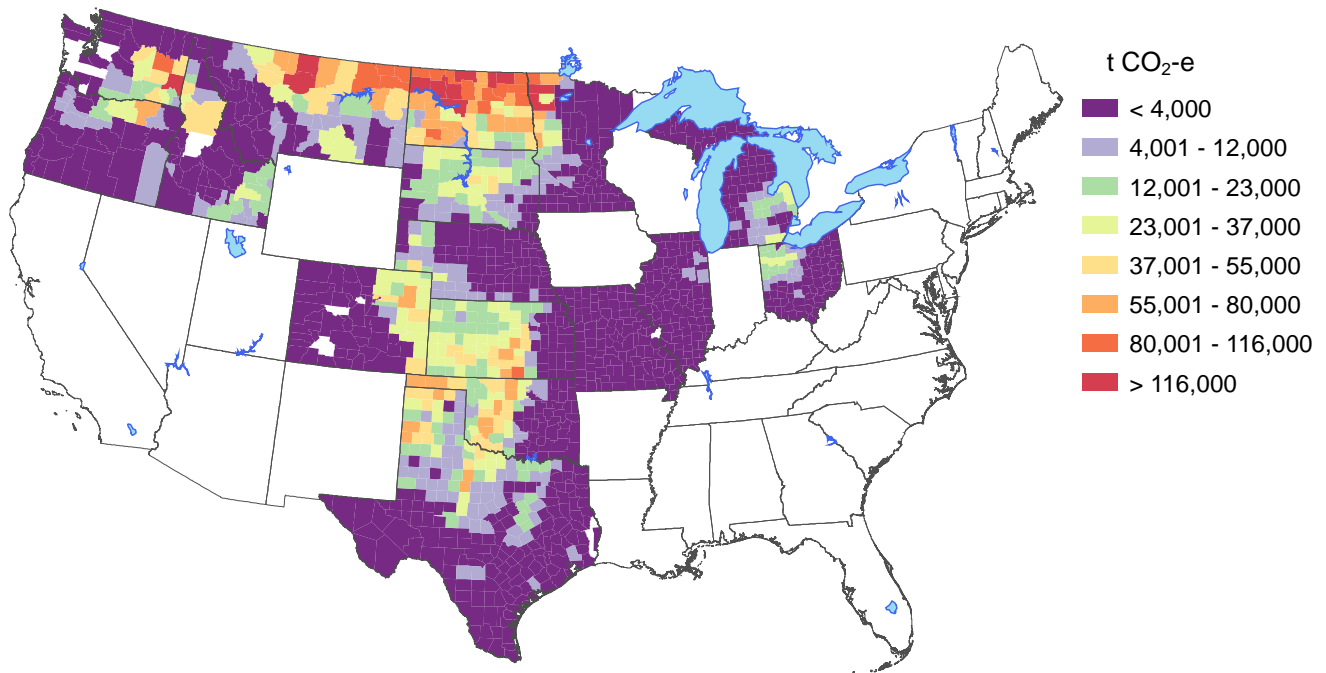 t CO₂-e
< 4,000
4,001 - 12,000
12,001 - 23,000
23,001 - 37,000
37,001 - 55,000
55,001 - 80,000
80,001 - 116,000
> 116,000